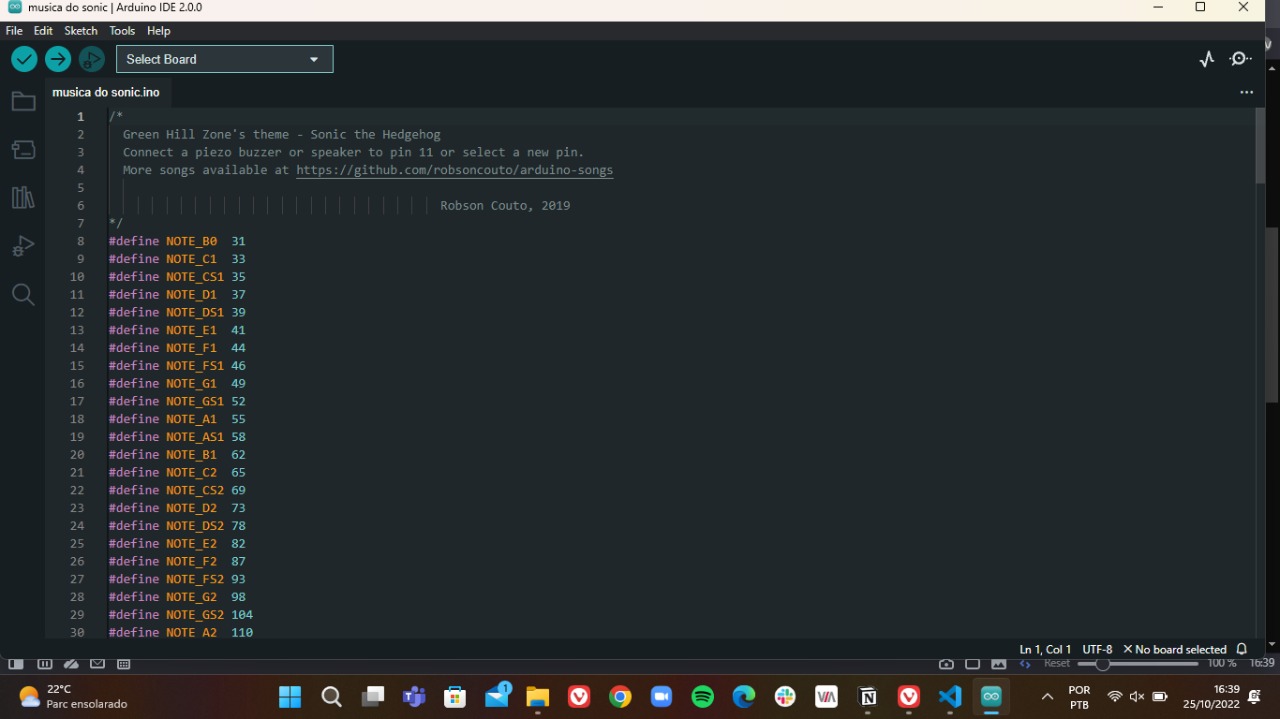 musica do sonic | Arduino IDE 2.0.0
File Edit Sketch Tools Help
Select Board
musica do sonic.ino
1 /*
2 Green Hill Zone's theme - Sonic the Hedgehog
3 Connect a piezo buzzer or speaker to pin 11 or select a new pin.
4 More songs available at https://github.com/robsoncouto/arduino-songs
5
6 Robson Couto, 2019
7 */
8 #define NOTE_B0 31
9 #define NOTE_C1 33
10 #define NOTE_CS1 35
11 #define NOTE_D1 37
12 #define NOTE_DS1 39
13 #define NOTE_E1 41
14 #define NOTE_F1 44
15 #define NOTE_FS1 46
16 #define NOTE_G1 49
17 #define NOTE_GS1 52
18 #define NOTE_A1 55
19 #define NOTE_AS1 58
20 #define NOTE_B1 62
21 #define NOTE_C2 65
22 #define NOTE_CS2 69
23 #define NOTE_D2 73
24 #define NOTE_DS2 78
25 #define NOTE_E2 82
26 #define NOTE_F2 87
27 #define NOTE_FS2 93
28 #define NOTE_G2 98
29 #define NOTE_GS2 104
30 #define NOTE_A2 110
Ln 1, Col 1 UTF-8 No board selected
Reset 100 % 16:39
22°C
Parc ensolarado
1
VIA
POR
PTB
16:39
25/10/2022